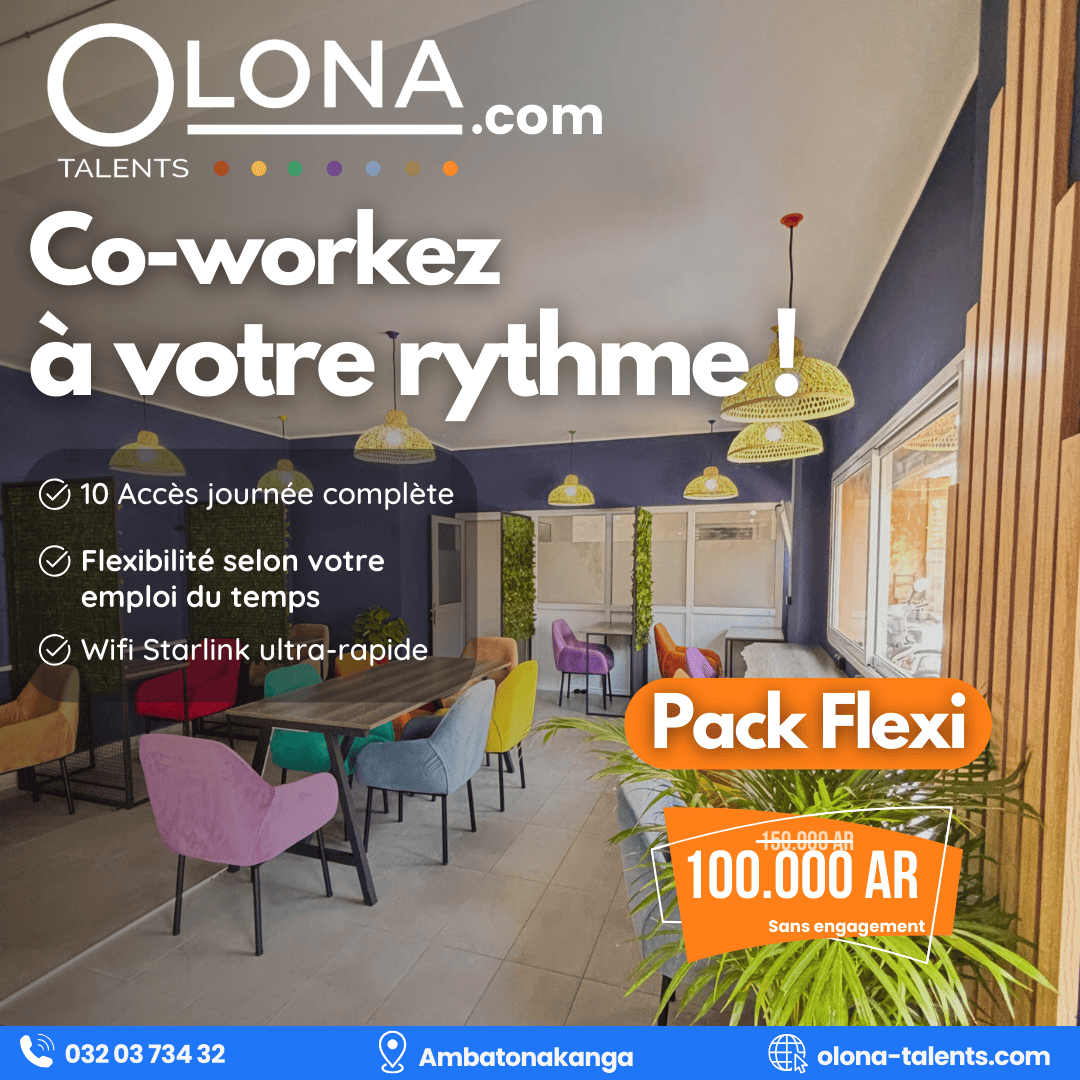 OLONA.com
TALENTS
Co-workez
à votre rythme !
10 Accès journée complète
Flexibilité selon votre
emploi du temps
Wifi Starlink ultra-rapide
Pack Flexi
150.000 AR
100.000 AR
Sans engagement
032 03 734 32
Ambatonakanga
olona-talents.com